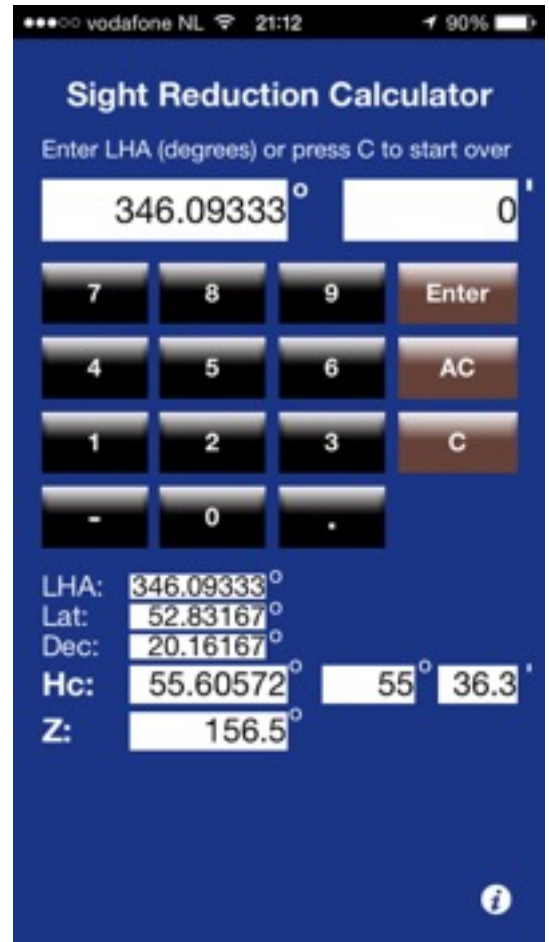 vodafone NL 21:12 90%
Sight Reduction Calculator
Enter LHA (degrees) or press C to start over
346.09333° 0'
7 8 9 Enter
4 5 6 AC
1 2 3 C
- 0 .
LHA: 346.09333°
Lat: 52.83167°
Dec: 20.16167°
Hc: 55.60572° 55° 36.3'
Z: 156.5°
i